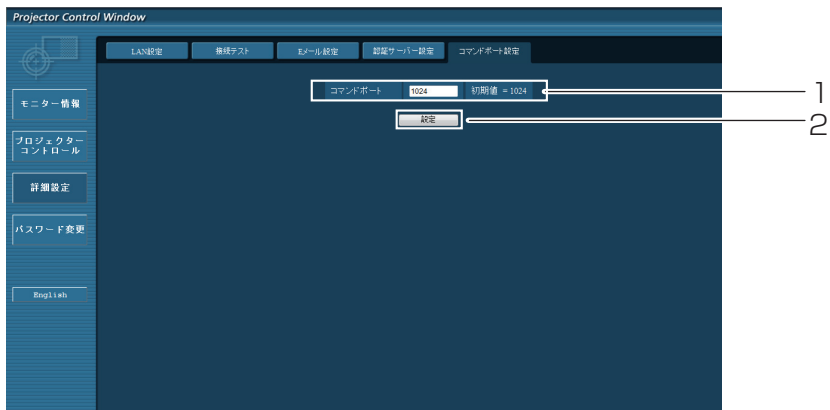 Projector Control Window
LAN設定 接続テスト Eメール設定 認証サーバー設定 コマンドポート設定
コマンドポート 1024 初期値 = 1024
1
設定
2
モニター情報
プロジェクター
コントロール
詳細設定
パスワード変更
English